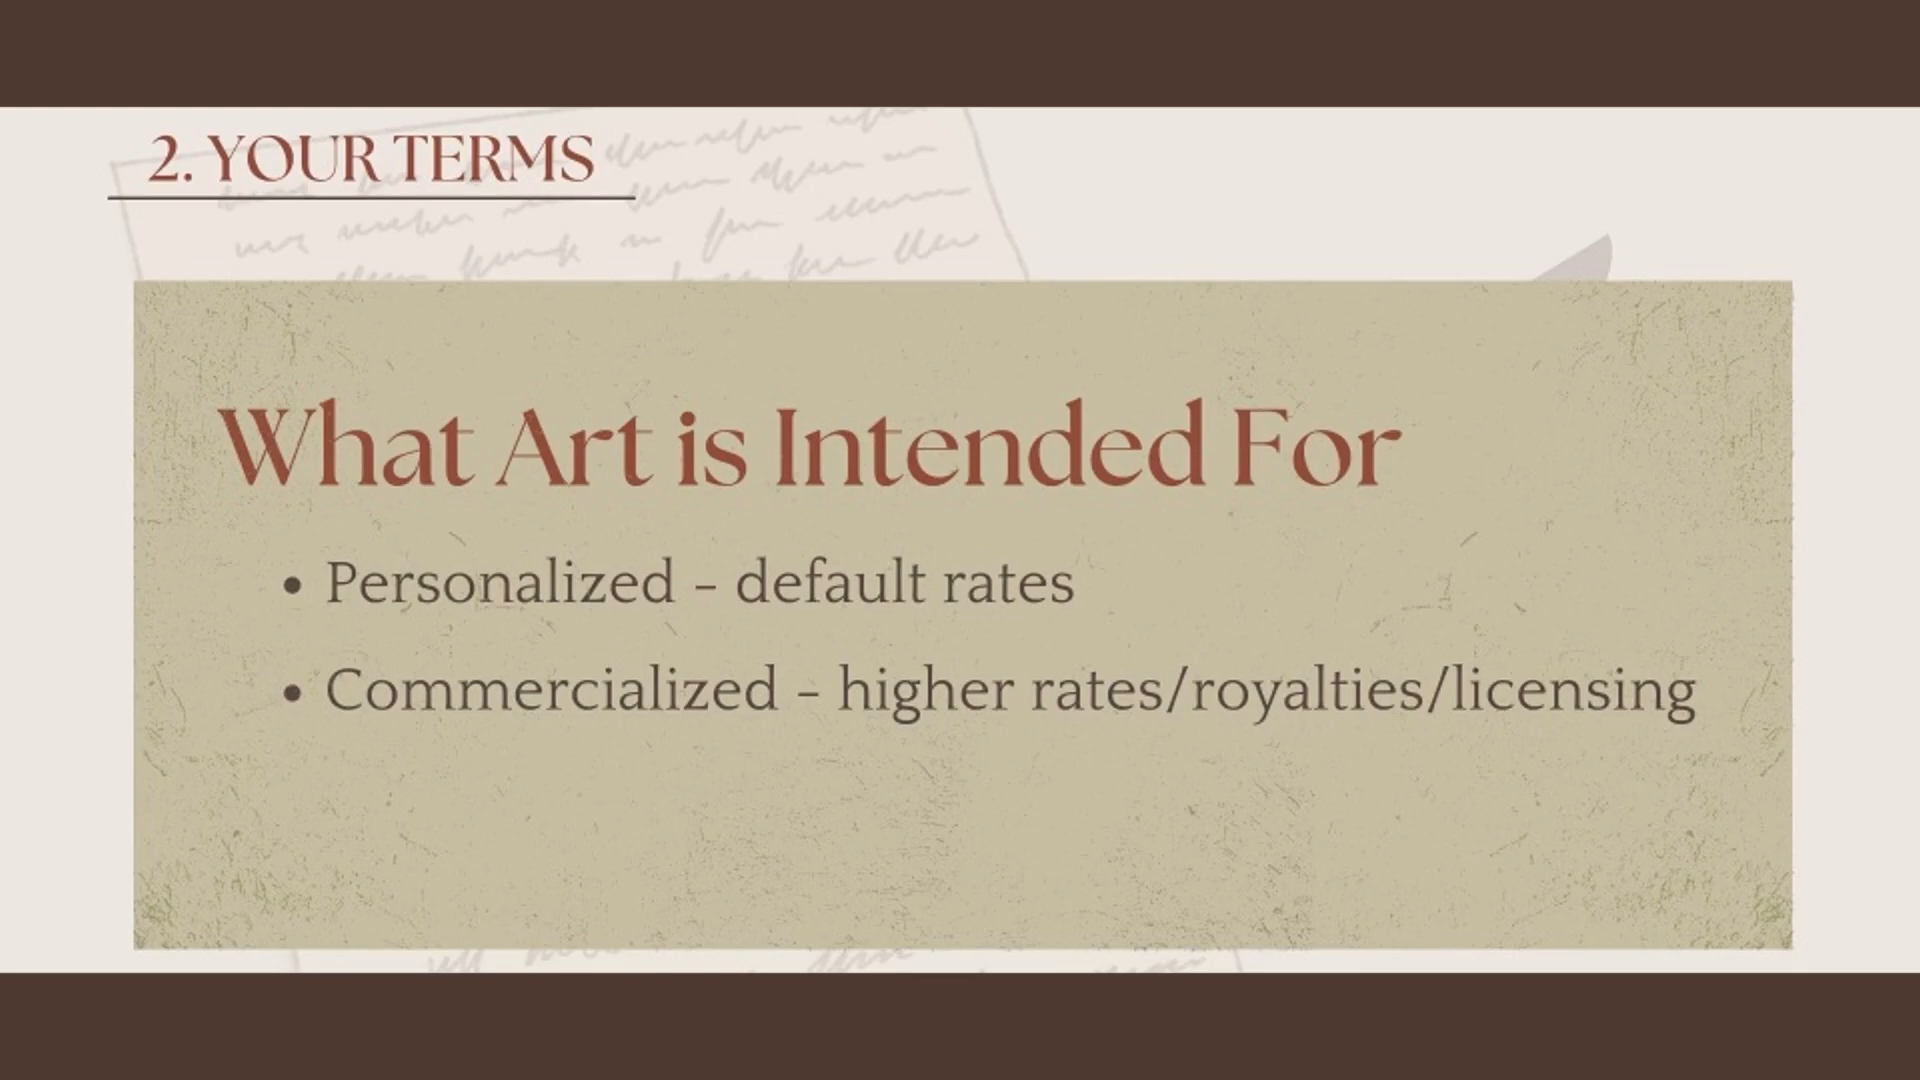 2. YOUR TERMS
What Art is Intended For
• Personalized - default rates
• Commercialized - higher rates/royalties/licensing